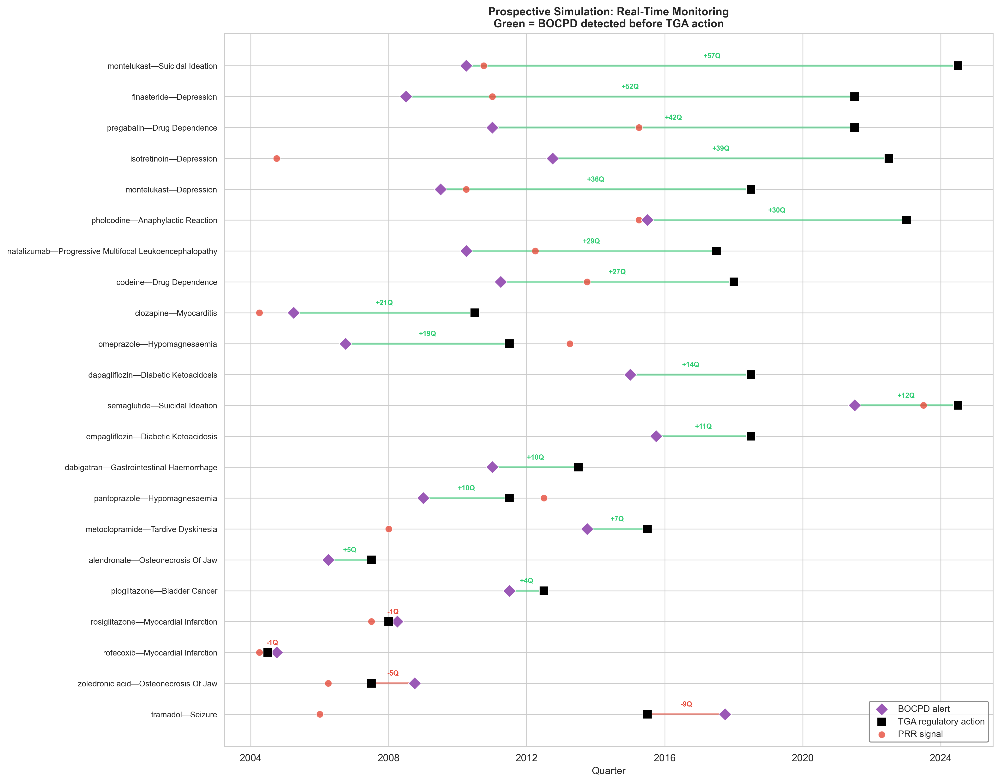 Prospective Simulation: Real-Time Monitoring
Green = BOCPD detected before TGA action
montelukast—Suicidal Ideation
+57Q
finasteride—Depression
+52Q
pregabalin—Drug Dependence
+42Q
isotretinoin—Depression
+39Q
montelukast—Depression
+36Q
pholcodine—Anaphylactic Reaction
+30Q
natalizumab—Progressive Multifocal Leukoencephalopathy
+29Q
codeine—Drug Dependence
+27Q
clozapine—Myocarditis
+21Q
omeprazole—Hypomagnesaemia
+19Q
dapagliflozin—Diabetic Ketoacidosis
+14Q
semaglutide—Suicidal Ideation
+12Q
empagliflozin—Diabetic Ketoacidosis
+11Q
dabigatran—Gastrointestinal Haemorrhage
+10Q
pantoprazole—Hypomagnesaemia
+10Q
metoclopramide—Tardive Dyskinesia
+7Q
alendronate—Osteonecrosis Of Jaw
+5Q
pioglitazone—Bladder Cancer
+4Q
rosiglitazone—Myocardial Infarction
-1Q
rofecoxib—Myocardial Infarction
-1Q
zoledronic acid—Osteonecrosis Of Jaw
-5Q
tramadol—Seizure
-9Q
BOCPD alert
TGA regulatory action
PRR signal
2004 2008 2012 2016 2020 2024
Quarter